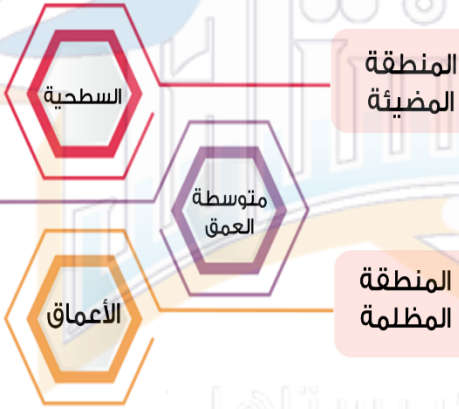 المنطقة
المضيئة
السطحية
متوسطة
العمق
المنطقة
المظلمة
الأعماق